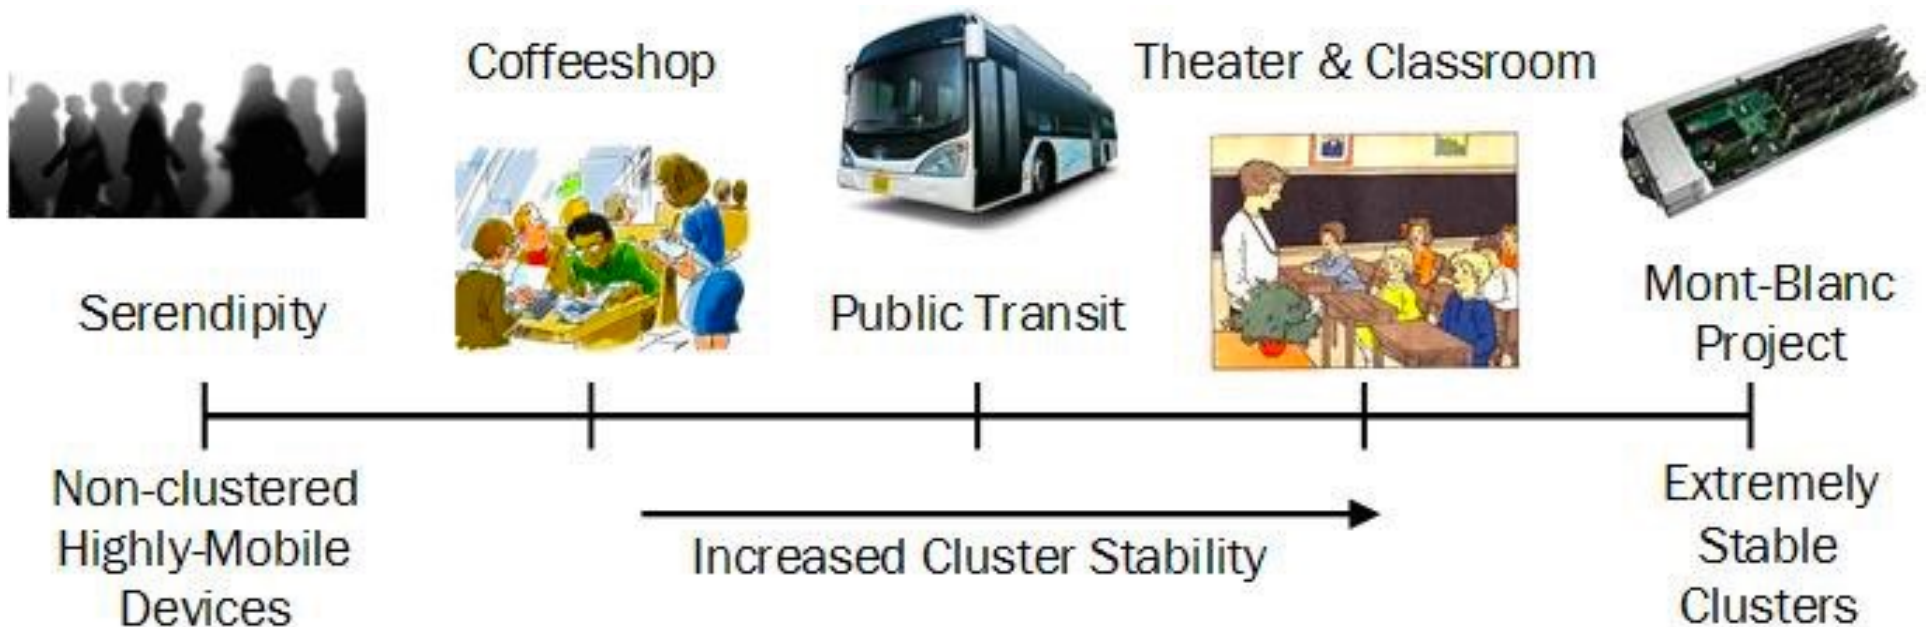 Coffeeshop
Theater & Classroom
Serendipity
Public Transit
Mont-Blanc
Project
Non-clustered
Highly-Mobile
Devices
Increased Cluster Stability
Extremely
Stable
Clusters